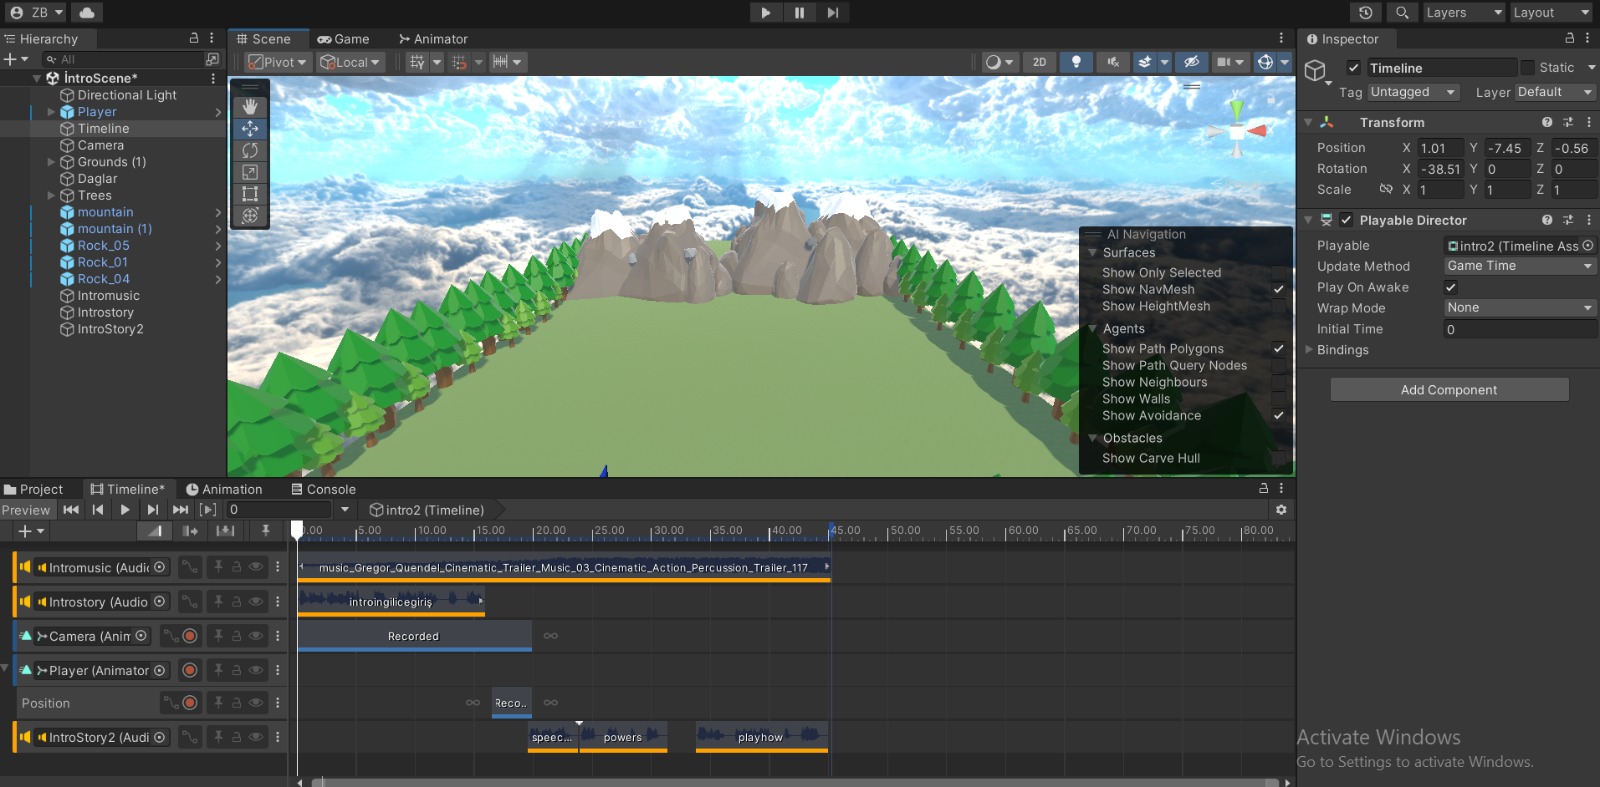 ZB
Layers
Layout
Hierarchy
All
İntroScene*
Directional Light
Player
Timeline
Camera
Grounds (1)
Daglar
Trees
mountain
mountain (1)
Rock_05
Rock_01
Rock_04
Intromusic
Introstory
IntroStory2
Scene
Game
Animator
Pivot
Local
2D
AI Navigation
Surfaces
Show Only Selected
Show NavMesh
Show HeightMesh
Agents
Show Path Polygons
Show Path Query Nodes
Show Neighbours
Show Walls
Show Avoidance
Obstacles
Show Carve Hull
Inspector
Timeline
Static
Tag Untagged Layer Default
Transform
Position X 1.01 Y -7.45 Z -0.56
Rotation X -38.51 Y 0 Z 0
Scale X 1 Y 1 Z 1
Playable Director
Playable intro2 (Timeline Ass
Update Method Game Time
Play On Awake
Wrap Mode None
Initial Time 0
Bindings
Add Component
Project Timeline* Animation Console
Preview 0 intro2 (Timeline)
0.00 5.00 10.00 15.00 20.00 25.00 30.00 35.00 40.00 45.00 50.00 55.00 60.00 65.00 70.00 75.00 80.00
Intromusic (Audio music_Gregor_Quendel_Cinematic_Trailer_Music_03_Cinematic_Action_Percussion_Trailer_117
Introstory (Audio introingilicegiriş
Camera (Anim Recorded
Player (Animator
Position Reco..
IntroStory2 (Audi speec... powers playhow
Activate Windows
Go to Settings to activate Windows.